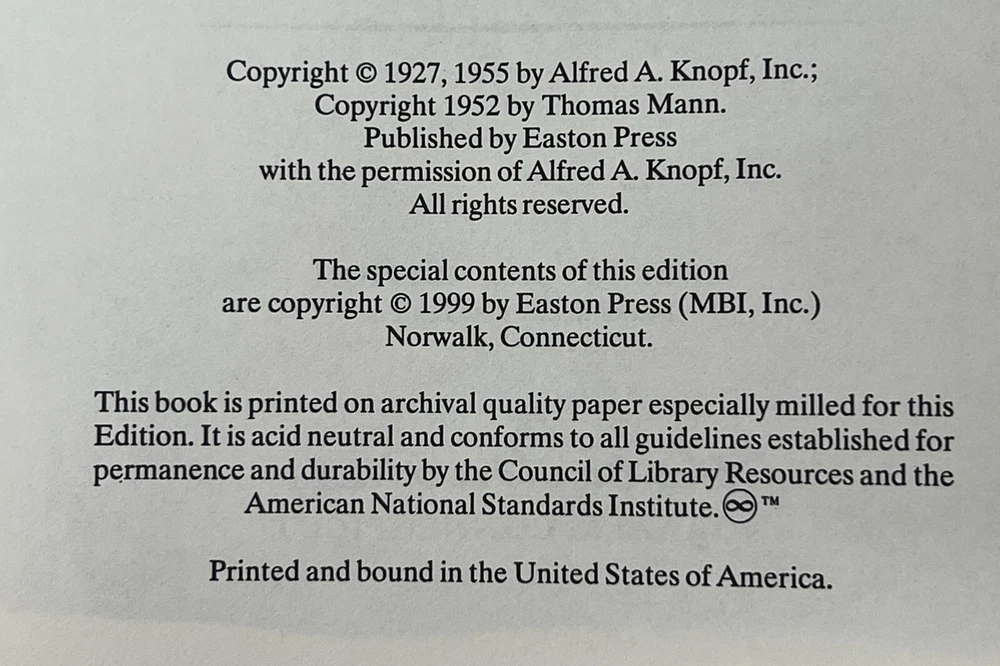 Copyright © 1927, 1955 by Alfred A. Knopf, Inc.;
Copyright 1952 by Thomas Mann.
Published by Easton Press
with the permission of Alfred A. Knopf, Inc.
All rights reserved.
The special contents of this edition
are copyright © 1999 by Easton Press (MBI, Inc.)
Norwalk, Connecticut.
This book is printed on archival quality paper especially milled for this
Edition. It is acid neutral and conforms to all guidelines established for
permanence and durability by the Council of Library Resources and the
American National Standards Institute. ♾ ™
Printed and bound in the United States of America.